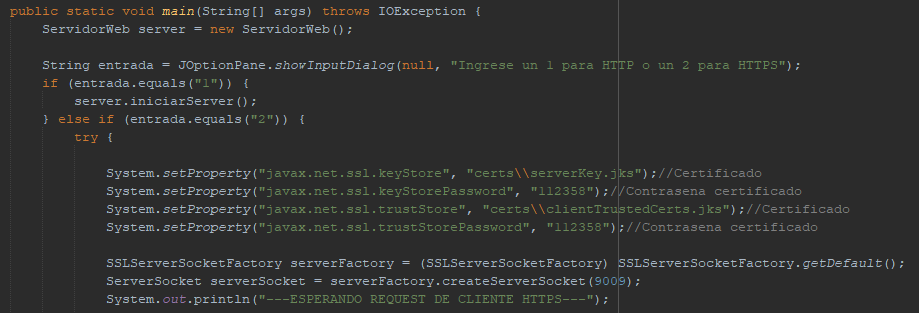 public static void main(String[] args) throws IOException {
ServidorWeb server = new ServidorWeb();
String entrada = JOptionPane.showInputDialog(null, "Ingrese un 1 para HTTP o un 2 para HTTPS");
if (entrada.equals("1")) {
server.iniciarServer();
} else if (entrada.equals("2")) {
try {
System.setProperty("javax.net.ssl.keyStore", "certs\\serverKey.jks");//Certificado
System.setProperty("javax.net.ssl.keyStorePassword", "112358");//Contrasena certificado
System.setProperty("javax.net.ssl.trustStore", "certs\\clientTrustedCerts.jks");//Certificado
System.setProperty("javax.net.ssl.trustStorePassword", "112358");//Contrasena certificado
SSLServerSocketFactory serverFactory = (SSLServerSocketFactory) SSLServerSocketFactory.getDefault();
ServerSocket serverSocket = serverFactory.createServerSocket(9009);
System.out.println("---ESPERANDO REQUEST DE CLIENTE HTTPS---");